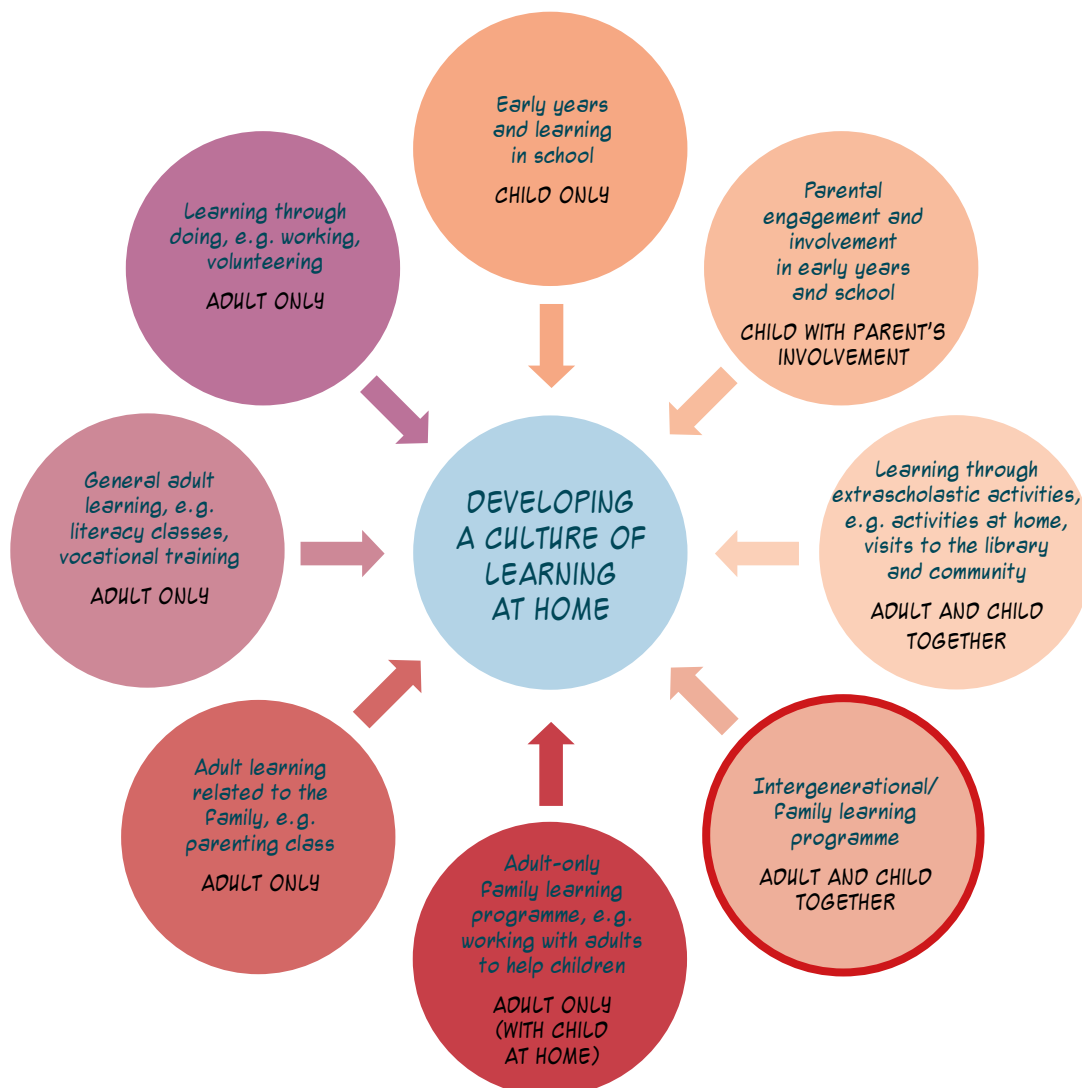 Early years
and learning
in school
CHILD ONLY
Parental
engagement and
involvement
in early years
and school
CHILD WITH PARENT'S
INVOLVEMENT
Learning through
extrascholastic activities,
e.g. activities at home,
visits to the library
and community
ADULT AND CHILD
TOGETHER
Intergenerational/
family learning
programme
ADULT AND CHILD
TOGETHER
Adult-only
family learning
programme, e.g.
working with adults
to help children
ADULT ONLY
(WITH CHILD
AT HOME)
Adult learning
related to the
family, e.g.
parenting class
ADULT ONLY
General adult
learning, e.g.
literacy classes,
vocational training
ADULT ONLY
Learning through
doing, e.g. working,
volunteering
ADULT ONLY
DEVELOPING
A CULTURE OF
LEARNING
AT HOME